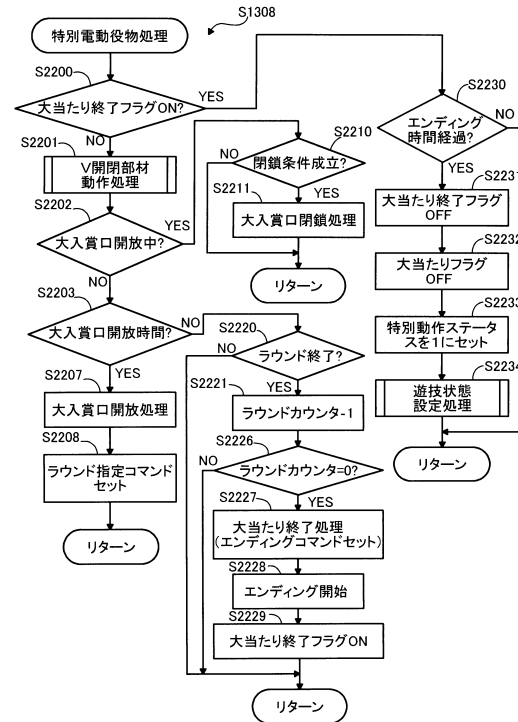 S1308
特別電動役物処理
S2200
大当たり終了フラグON?
YES
NO
S2201
V開閉部材
動作処理
S2202
大入賞口開放中?
YES
NO
S2203
大入賞口開放時間?
NO
YES
S2207
大入賞口開放処理
S2208
ラウンド指定コマンド
セット
リターン
S2210
NO
閉鎖条件成立?
YES
S2211
大入賞口閉鎖処理
リターン
S2220
NO
ラウンド終了?
YES
S2221
ラウンドカウンタ-1
S2226
NO
ラウンドカウンタ=0?
YES
S2227
大当たり終了処理
(エンディングコマンドセット)
S2228
エンディング開始
S2229
大当たり終了フラグON
リターン
S2230
エンディング
時間経過?
NO
YES
S2231
大当たり終了フラグ
OFF
S2232
大当たりフラグ
OFF
S2233
特別動作ステータ
スを1にセット
S2234
遊技状態
設定処理
リターン